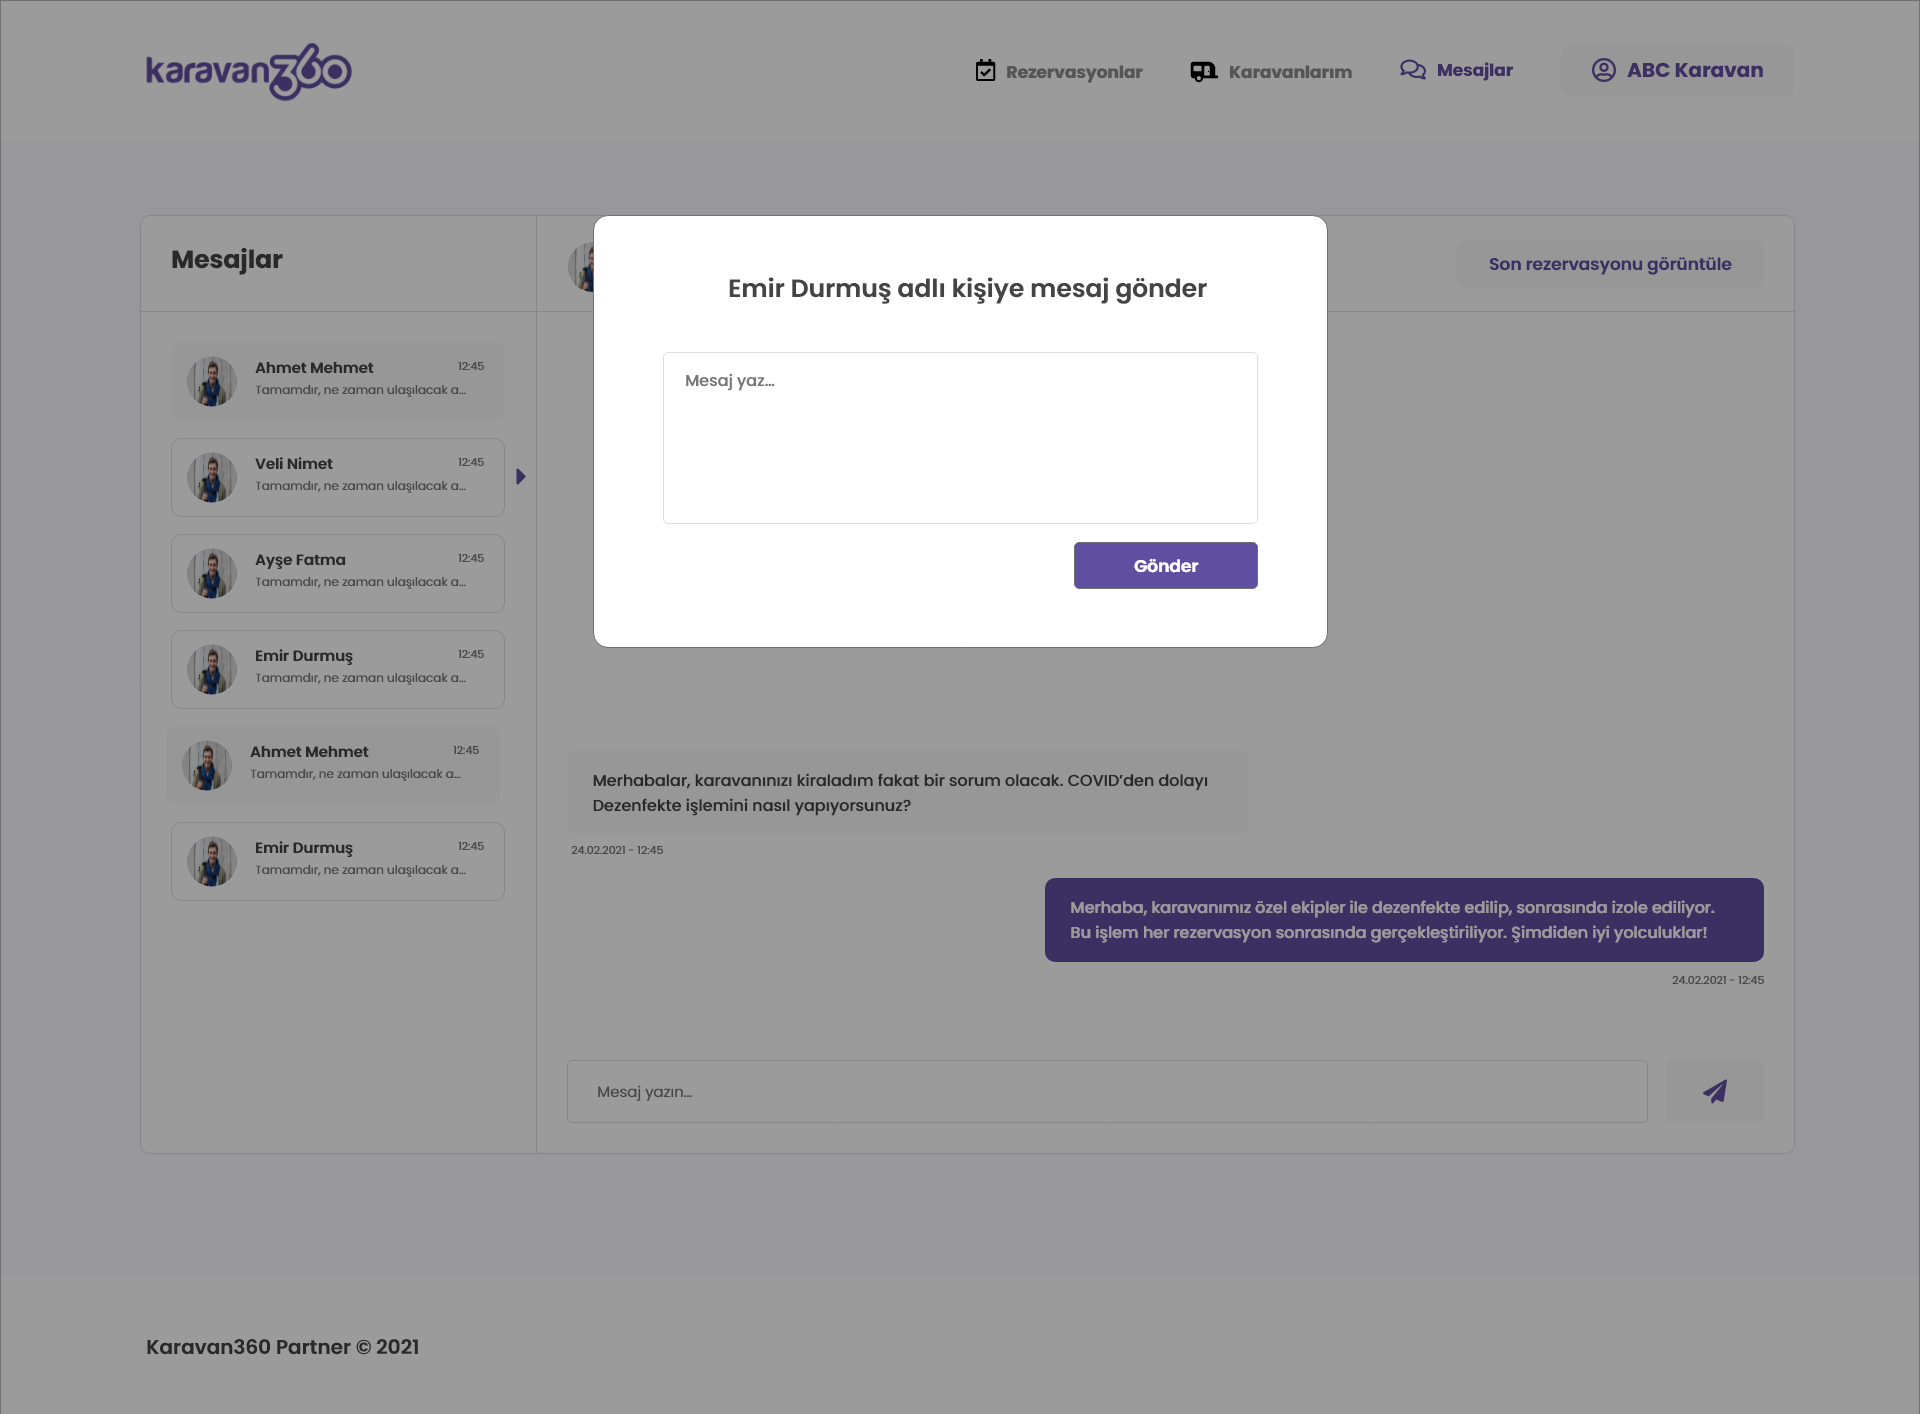 karavan360
Rezervasyonlar
Karavanlarım
Mesajlar
ABC Karavan
Mesajlar
Son rezervasyonu görüntüle
Emir Durmuş adlı kişiye mesaj gönder
Mesaj yaz...
Gönder
Ahmet Mehmet 12:45
Tamamdır, ne zaman ulaşılacak a...
Veli Nimet 12:45
Tamamdır, ne zaman ulaşılacak a...
Ayşe Fatma 12:45
Tamamdır, ne zaman ulaşılacak a...
Emir Durmuş 12:45
Tamamdır, ne zaman ulaşılacak a...
Ahmet Mehmet 12:45
Tamamdır, ne zaman ulaşılacak a...
Emir Durmuş 12:45
Tamamdır, ne zaman ulaşılacak a...
Merhabalar, karavanınızı kiraladım fakat bir sorum olacak. COVID’den dolayı
Dezenfekte işlemini nasıl yapıyorsunuz?
24.02.2021 - 12:45
Merhaba, karavanımız özel ekipler ile dezenfekte edilip, sonrasında izole ediliyor.
Bu işlem her rezervasyon sonrasında gerçekleştiriliyor. Şimdiden iyi yolculuklar!
24.02.2021 - 12:45
Mesaj yazın...
Karavan360 Partner © 2021